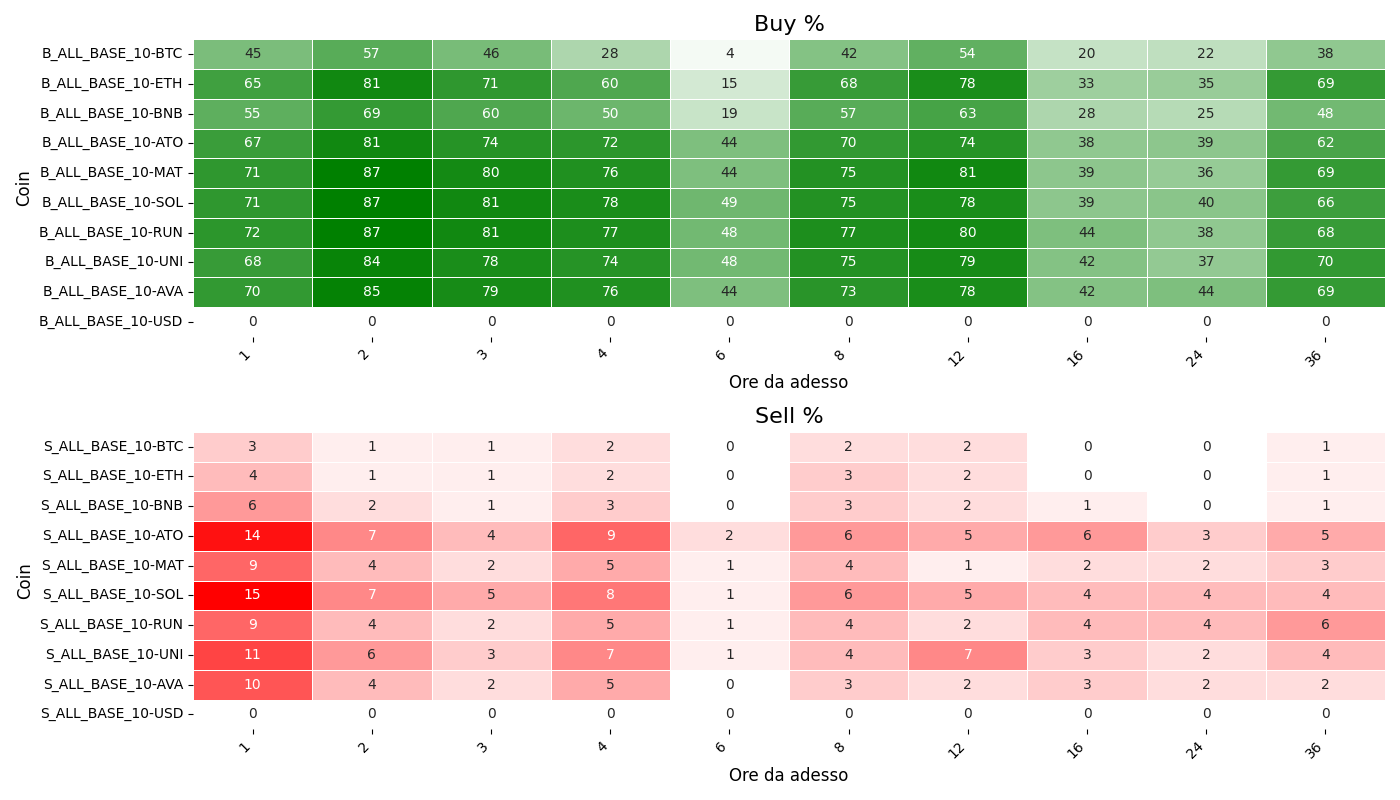 Buy %
Coin
B_ALL_BASE_10-BTC 45 57 46 28 4 42 54 20 22 38
B_ALL_BASE_10-ETH 65 81 71 60 15 68 78 33 35 69
B_ALL_BASE_10-BNB 55 69 60 50 19 57 63 28 25 48
B_ALL_BASE_10-ATO 67 81 74 72 44 70 74 38 39 62
B_ALL_BASE_10-MAT 71 87 80 76 44 75 81 39 36 69
B_ALL_BASE_10-SOL 71 87 81 78 49 75 78 39 40 66
B_ALL_BASE_10-RUN 72 87 81 77 48 77 80 44 38 68
B_ALL_BASE_10-UNI 68 84 78 74 48 75 79 42 37 70
B_ALL_BASE_10-AVA 70 85 79 76 44 73 78 42 44 69
B_ALL_BASE_10-USD 0 0 0 0 0 0 0 0 0 0
1 2 3 4 6 8 12 16 24 36
Ore da adesso
Sell %
Coin
S_ALL_BASE_10-BTC 3 1 1 2 0 2 2 0 0 1
S_ALL_BASE_10-ETH 4 1 1 2 0 3 2 0 0 1
S_ALL_BASE_10-BNB 6 2 1 3 0 3 2 1 0 1
S_ALL_BASE_10-ATO 14 7 4 9 2 6 5 6 3 5
S_ALL_BASE_10-MAT 9 4 2 5 1 4 1 2 2 3
S_ALL_BASE_10-SOL 15 7 5 8 1 6 5 4 4 4
S_ALL_BASE_10-RUN 9 4 2 5 1 4 2 4 4 6
S_ALL_BASE_10-UNI 11 6 3 7 1 4 7 3 2 4
S_ALL_BASE_10-AVA 10 4 2 5 0 3 2 3 2 2
S_ALL_BASE_10-USD 0 0 0 0 0 0 0 0 0 0
1 2 3 4 6 8 12 16 24 36
Ore da adesso